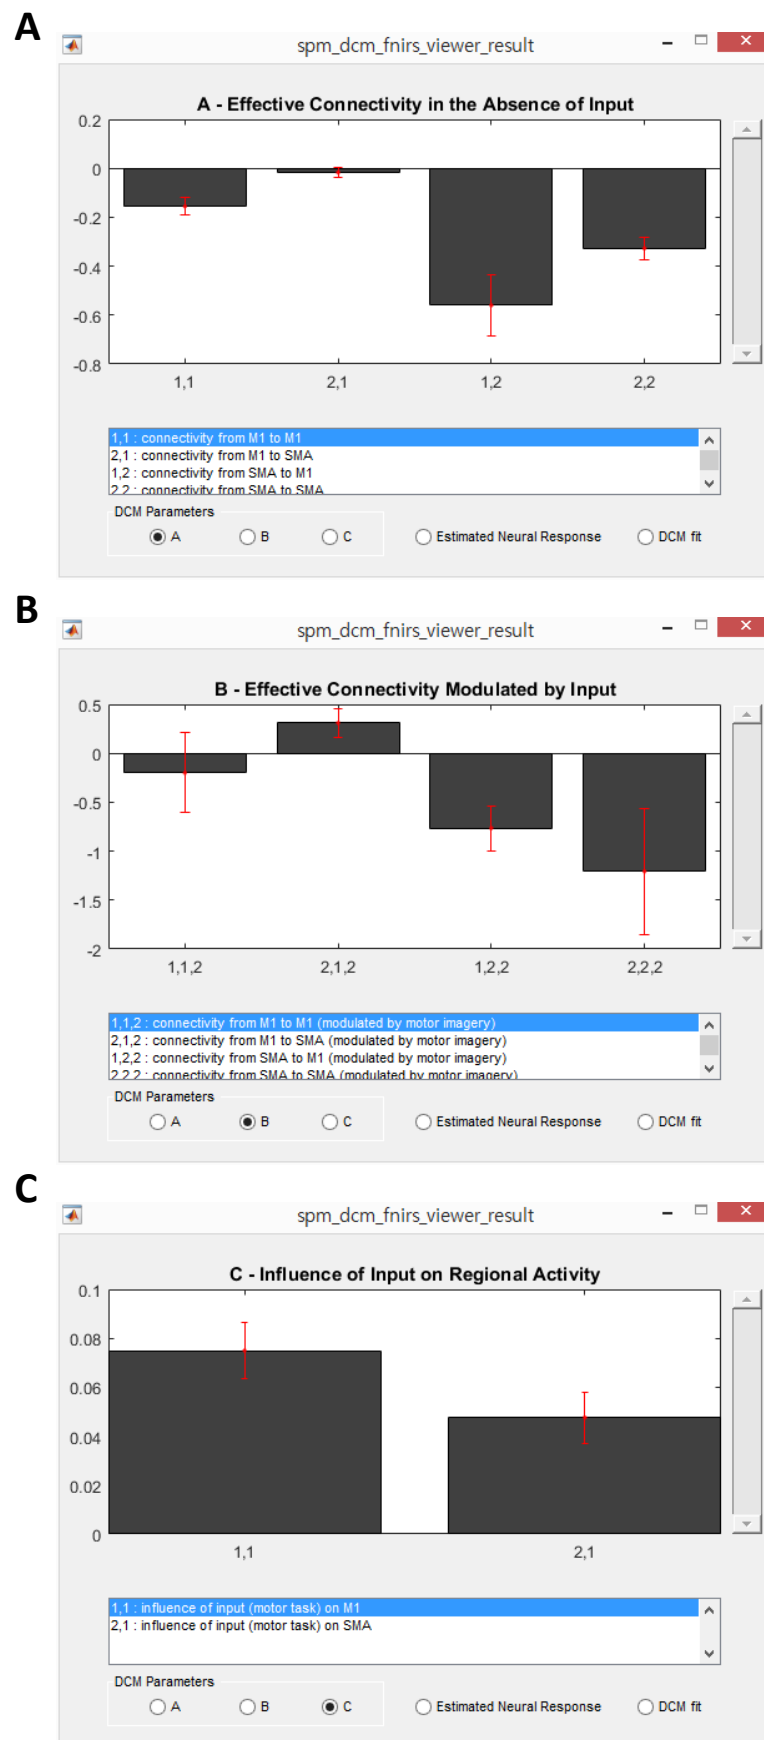 A
spm_dcm_fnirs_viewer_result
A - Effective Connectivity in the Absence of Input
0.2
0
-0.2
-0.4
-0.6
-0.8
1,1 2,1 1,2 2,2
1,1 : connectivity from M1 to M1
2,1 : connectivity from M1 to SMA
1,2 : connectivity from SMA to M1
2,2 : connectivity from SMA to SMA
DCM Parameters
A B C Estimated Neural Response DCM fit
B
spm_dcm_fnirs_viewer_result
B - Effective Connectivity Modulated by Input
0.5
0
-0.5
-1
-1.5
-2
1,1,2 2,1,2 1,2,2 2,2,2
1,1,2 : connectivity from M1 to M1 (modulated by motor imagery)
2,1,2 : connectivity from M1 to SMA (modulated by motor imagery)
1,2,2 : connectivity from SMA to M1 (modulated by motor imagery)
2,2,2 : connectivity from SMA to SMA (modulated by motor imagery)
DCM Parameters
A B C Estimated Neural Response DCM fit
C
spm_dcm_fnirs_viewer_result
C - Influence of Input on Regional Activity
0.1
0.08
0.06
0.04
0.02
0
1,1 2,1
1,1 : influence of input (motor task) on M1
2,1 : influence of input (motor task) on SMA
DCM Parameters
A B C Estimated Neural Response DCM fit